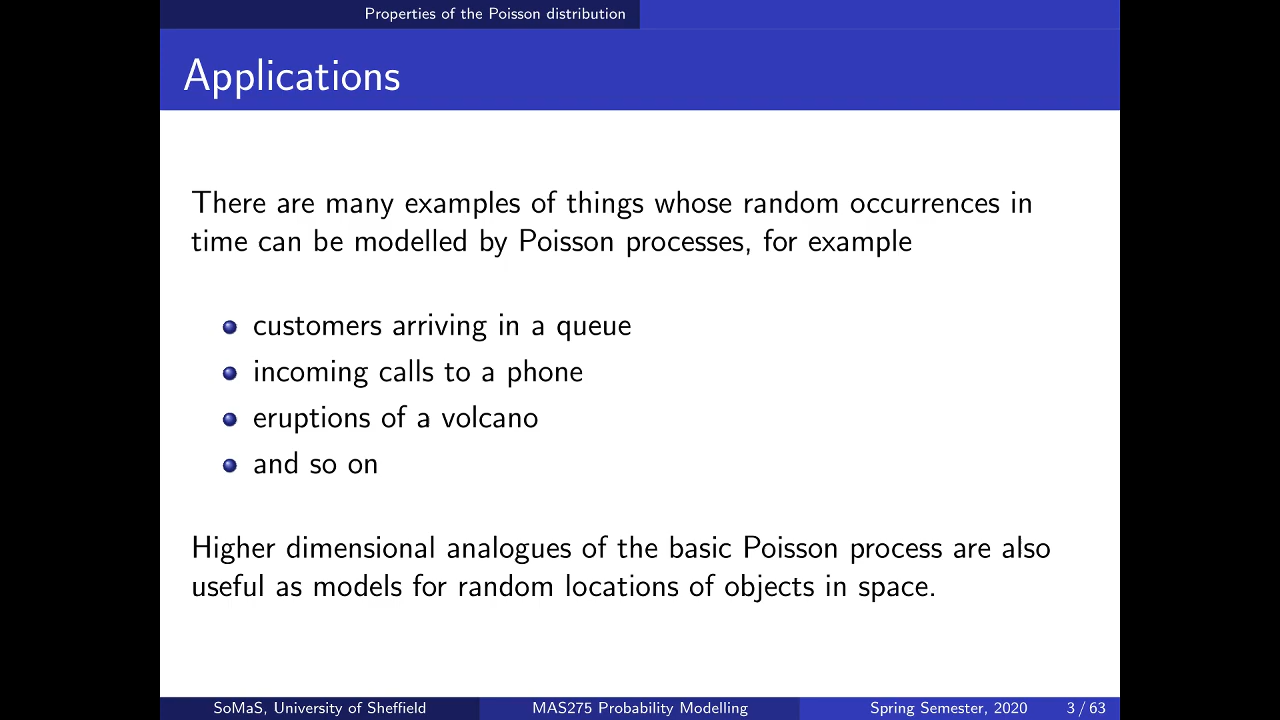 Properties of the Poisson distribution
Applications
There are many examples of things whose random occurrences in
time can be modelled by Poisson processes, for example
customers arriving in a queue
incoming calls to a phone
eruptions of a volcano
and so on
Higher dimensional analogues of the basic Poisson process are also
useful as models for random locations of objects in space.
SoMaS, University of Sheffield MAS275 Probability Modelling Spring Semester, 2020 3 / 63